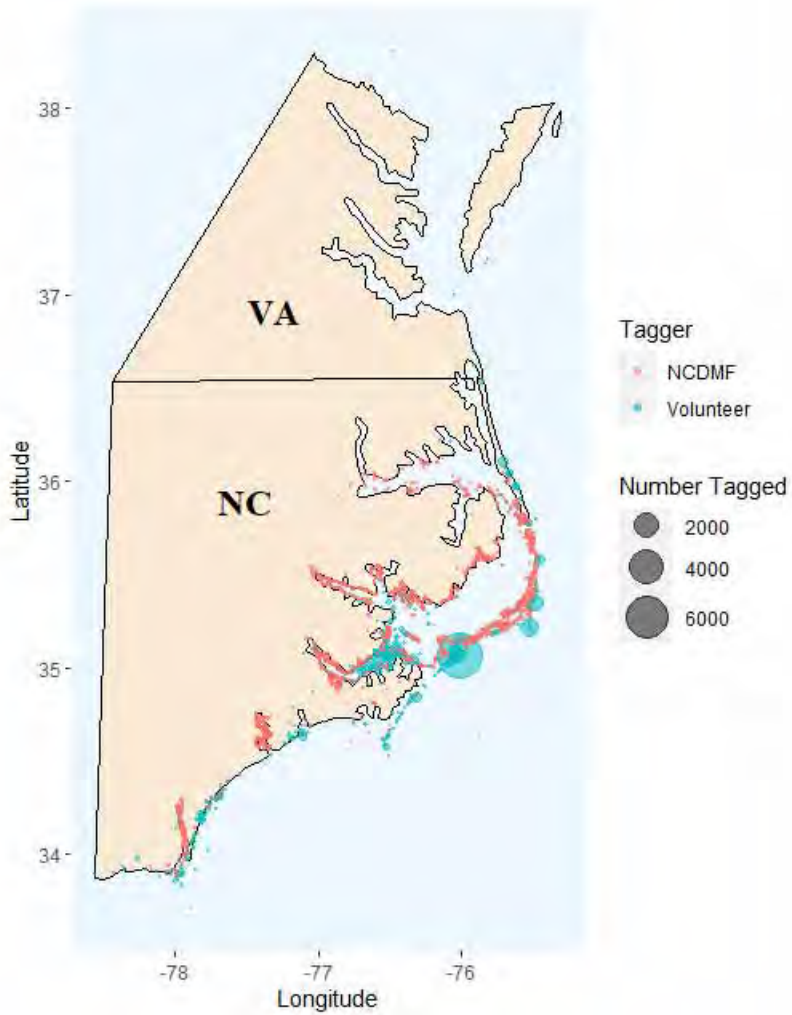 38
37
36
35
34
Latitude
VA
NC
-78
-77
-76
Longitude
Tagger
NCDMF
Volunteer
Number Tagged
2000
4000
6000